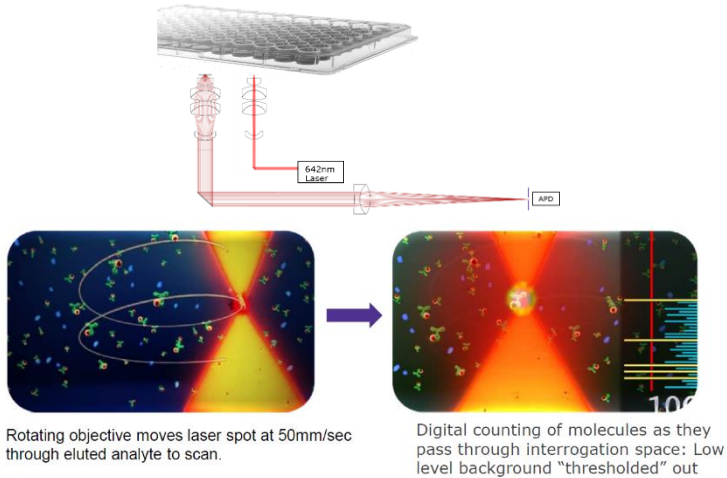 642nm
Laser
APD
100
Rotating objective moves laser spot at 50mm/sec
through eluted analyte to scan.
Digital counting of molecules as they
pass through interrogation space: Low
level background “thresholded” out